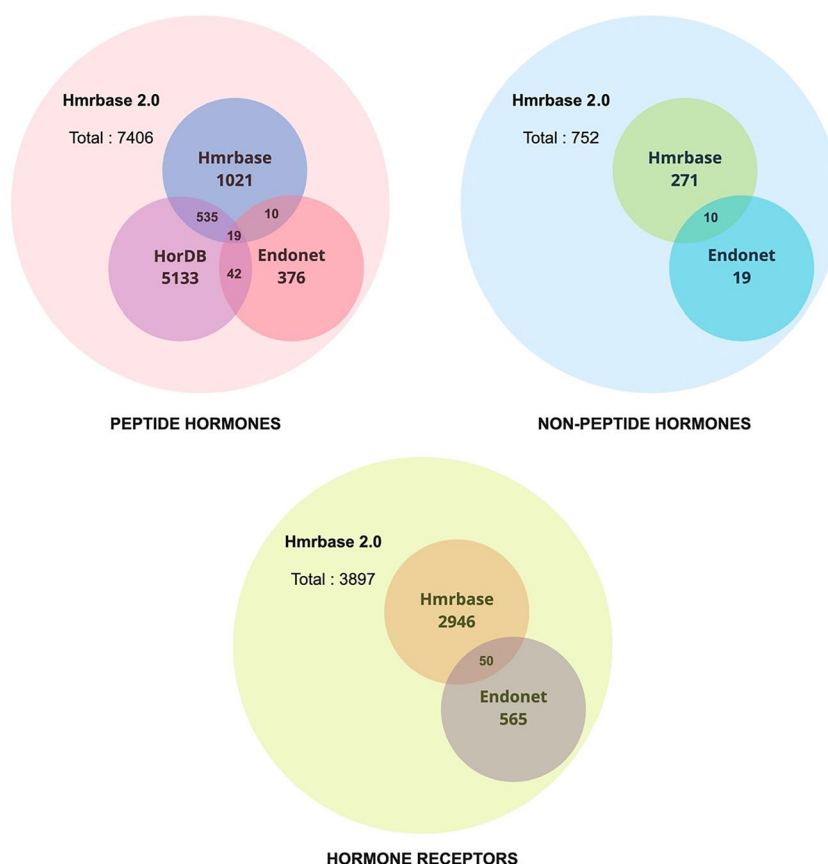 Hmrbase 2.0
Total : 7406
Hmrbase
1021
535
10
19
HorDB
5133
42
Endonet
376
PEPTIDE HORMONES
Hmrbase 2.0
Total : 752
Hmrbase
271
10
Endonet
19
NON-PEPTIDE HORMONES
Hmrbase 2.0
Total : 3897
Hmrbase
2946
50
Endonet
565
HORMONE RECEPTORS